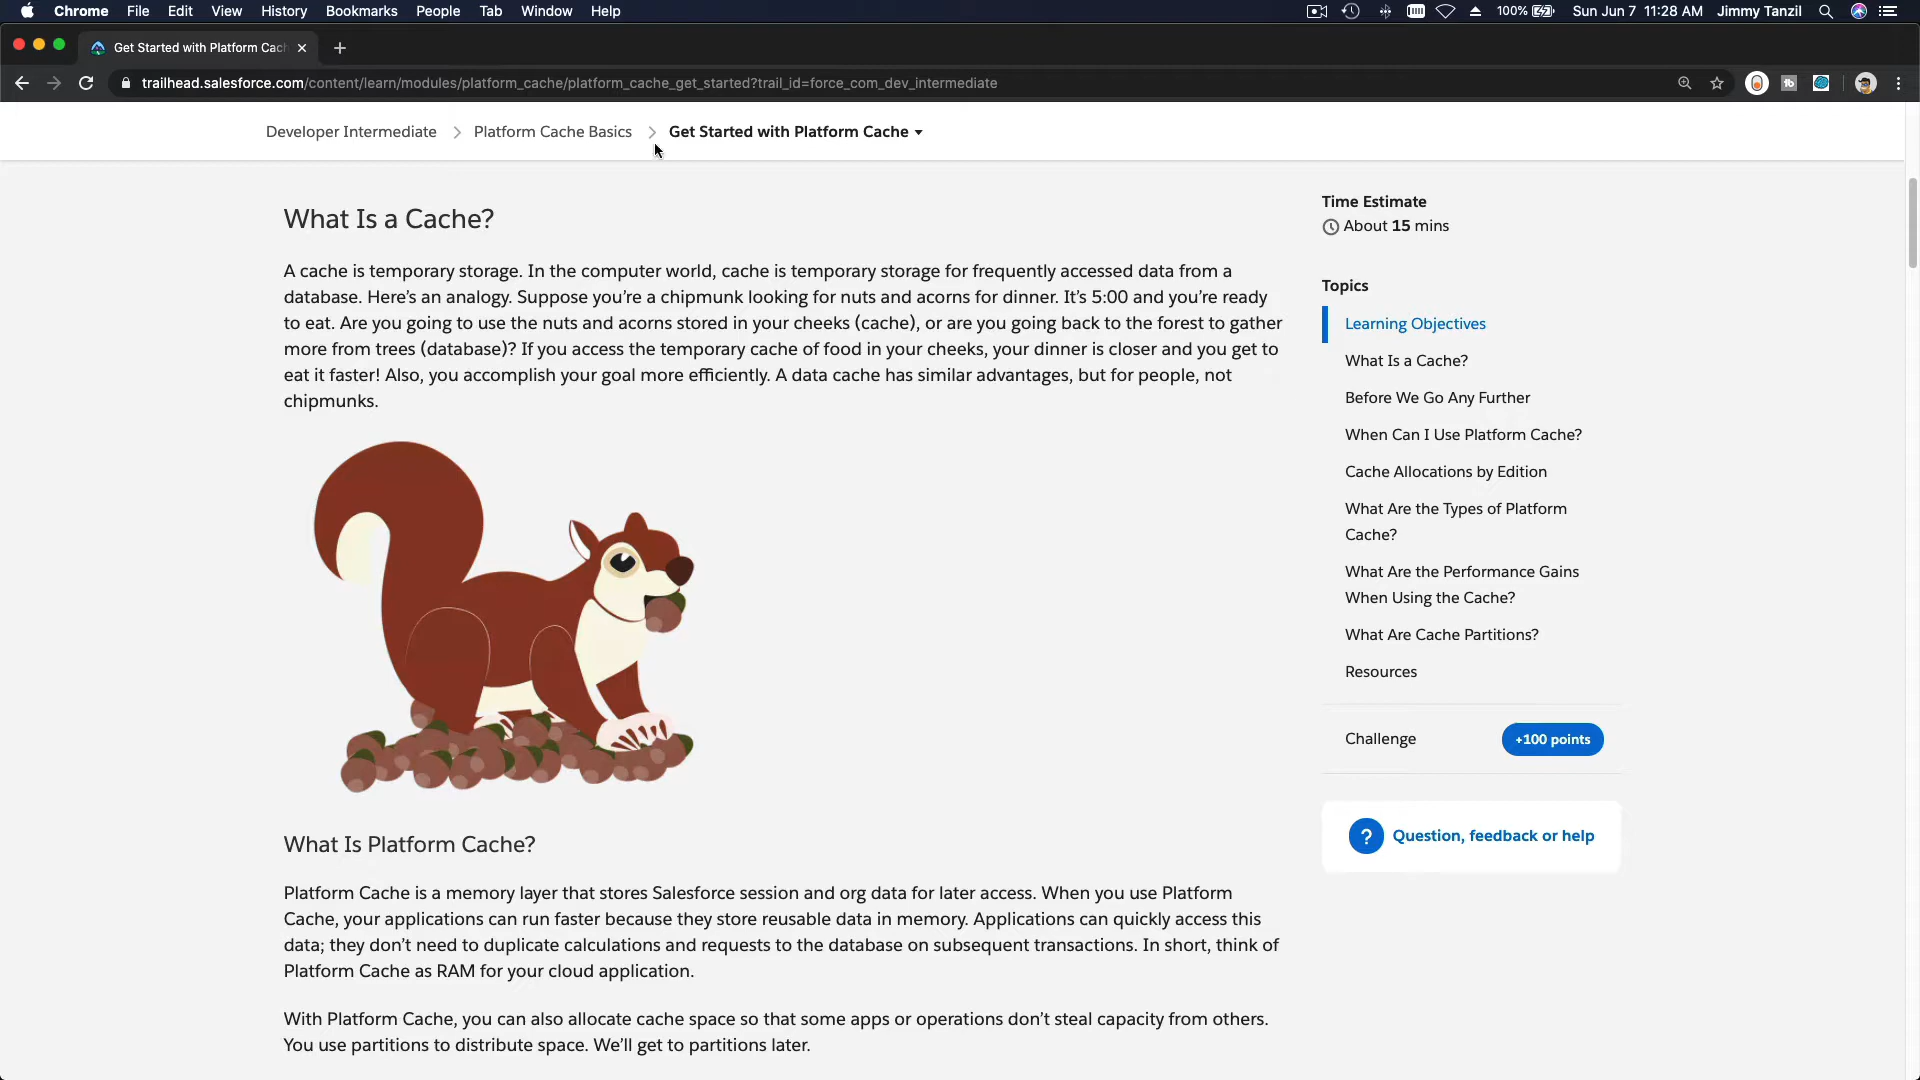 Chrome File Edit View History Bookmarks People Tab Window Help 100% Sun Jun 7 11:28 AM Jimmy Tanzil
Get Started with Platform Cach
trailhead.salesforce.com/content/learn/modules/platform_cache/platform_cache_get_started?trail_id=force_com_dev_intermediate
Developer Intermediate Platform Cache Basics Get Started with Platform Cache
What Is a Cache?
A cache is temporary storage. In the computer world, cache is temporary storage for frequently accessed data from a
database. Here’s an analogy. Suppose you’re a chipmunk looking for nuts and acorns for dinner. It’s 5:00 and you’re ready
to eat. Are you going to use the nuts and acorns stored in your cheeks (cache), or are you going back to the forest to gather
more from trees (database)? If you access the temporary cache of food in your cheeks, your dinner is closer and you get to
eat it faster! Also, you accomplish your goal more efficiently. A data cache has similar advantages, but for people, not
chipmunks.
What Is Platform Cache?
Platform Cache is a memory layer that stores Salesforce session and org data for later access. When you use Platform
Cache, your applications can run faster because they store reusable data in memory. Applications can quickly access this
data; they don’t need to duplicate calculations and requests to the database on subsequent transactions. In short, think of
Platform Cache as RAM for your cloud application.
With Platform Cache, you can also allocate cache space so that some apps or operations don’t steal capacity from others.
You use partitions to distribute space. We’ll get to partitions later.
Time Estimate
About 15 mins
Topics
Learning Objectives
What Is a Cache?
Before We Go Any Further
When Can I Use Platform Cache?
Cache Allocations by Edition
What Are the Types of Platform
Cache?
What Are the Performance Gains
When Using the Cache?
What Are Cache Partitions?
Resources
Challenge +100 points
? Question, feedback or help